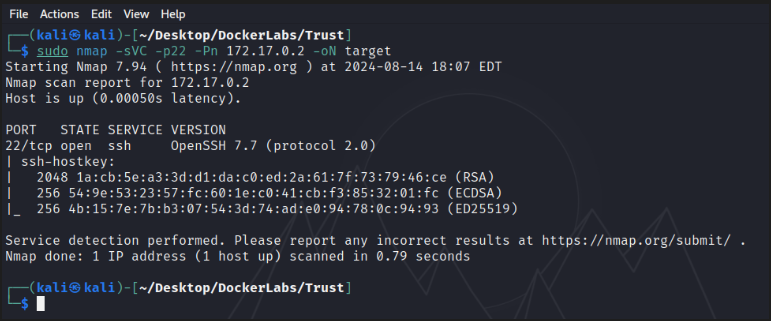 File Actions Edit View Help
┌──(kali㉿kali)-[~/Desktop/DockerLabs/Trust]
└─$ sudo nmap -sVC -p22 -Pn 172.17.0.2 -oN target
Starting Nmap 7.94 ( https://nmap.org ) at 2024-08-14 18:07 EDT
Nmap scan report for 172.17.0.2
Host is up (0.00050s latency).

PORT   STATE SERVICE VERSION
22/tcp open  ssh     OpenSSH 7.7 (protocol 2.0)
| ssh-hostkey:
|   2048 1a:cb:5e:a3:3d:d1:da:c0:ed:2a:61:7f:73:79:46:ce (RSA)
|   256 54:9e:53:23:57:fc:60:1e:c0:41:cb:f3:85:32:01:fc (ECDSA)
|_  256 4b:15:7e:7b:b3:07:54:3d:74:ad:e0:94:78:0c:94:93 (ED25519)

Service detection performed. Please report any incorrect results at https://nmap.org/submit/ .
Nmap done: 1 IP address (1 host up) scanned in 0.79 seconds

┌──(kali㉿kali)-[~/Desktop/DockerLabs/Trust]
└─$